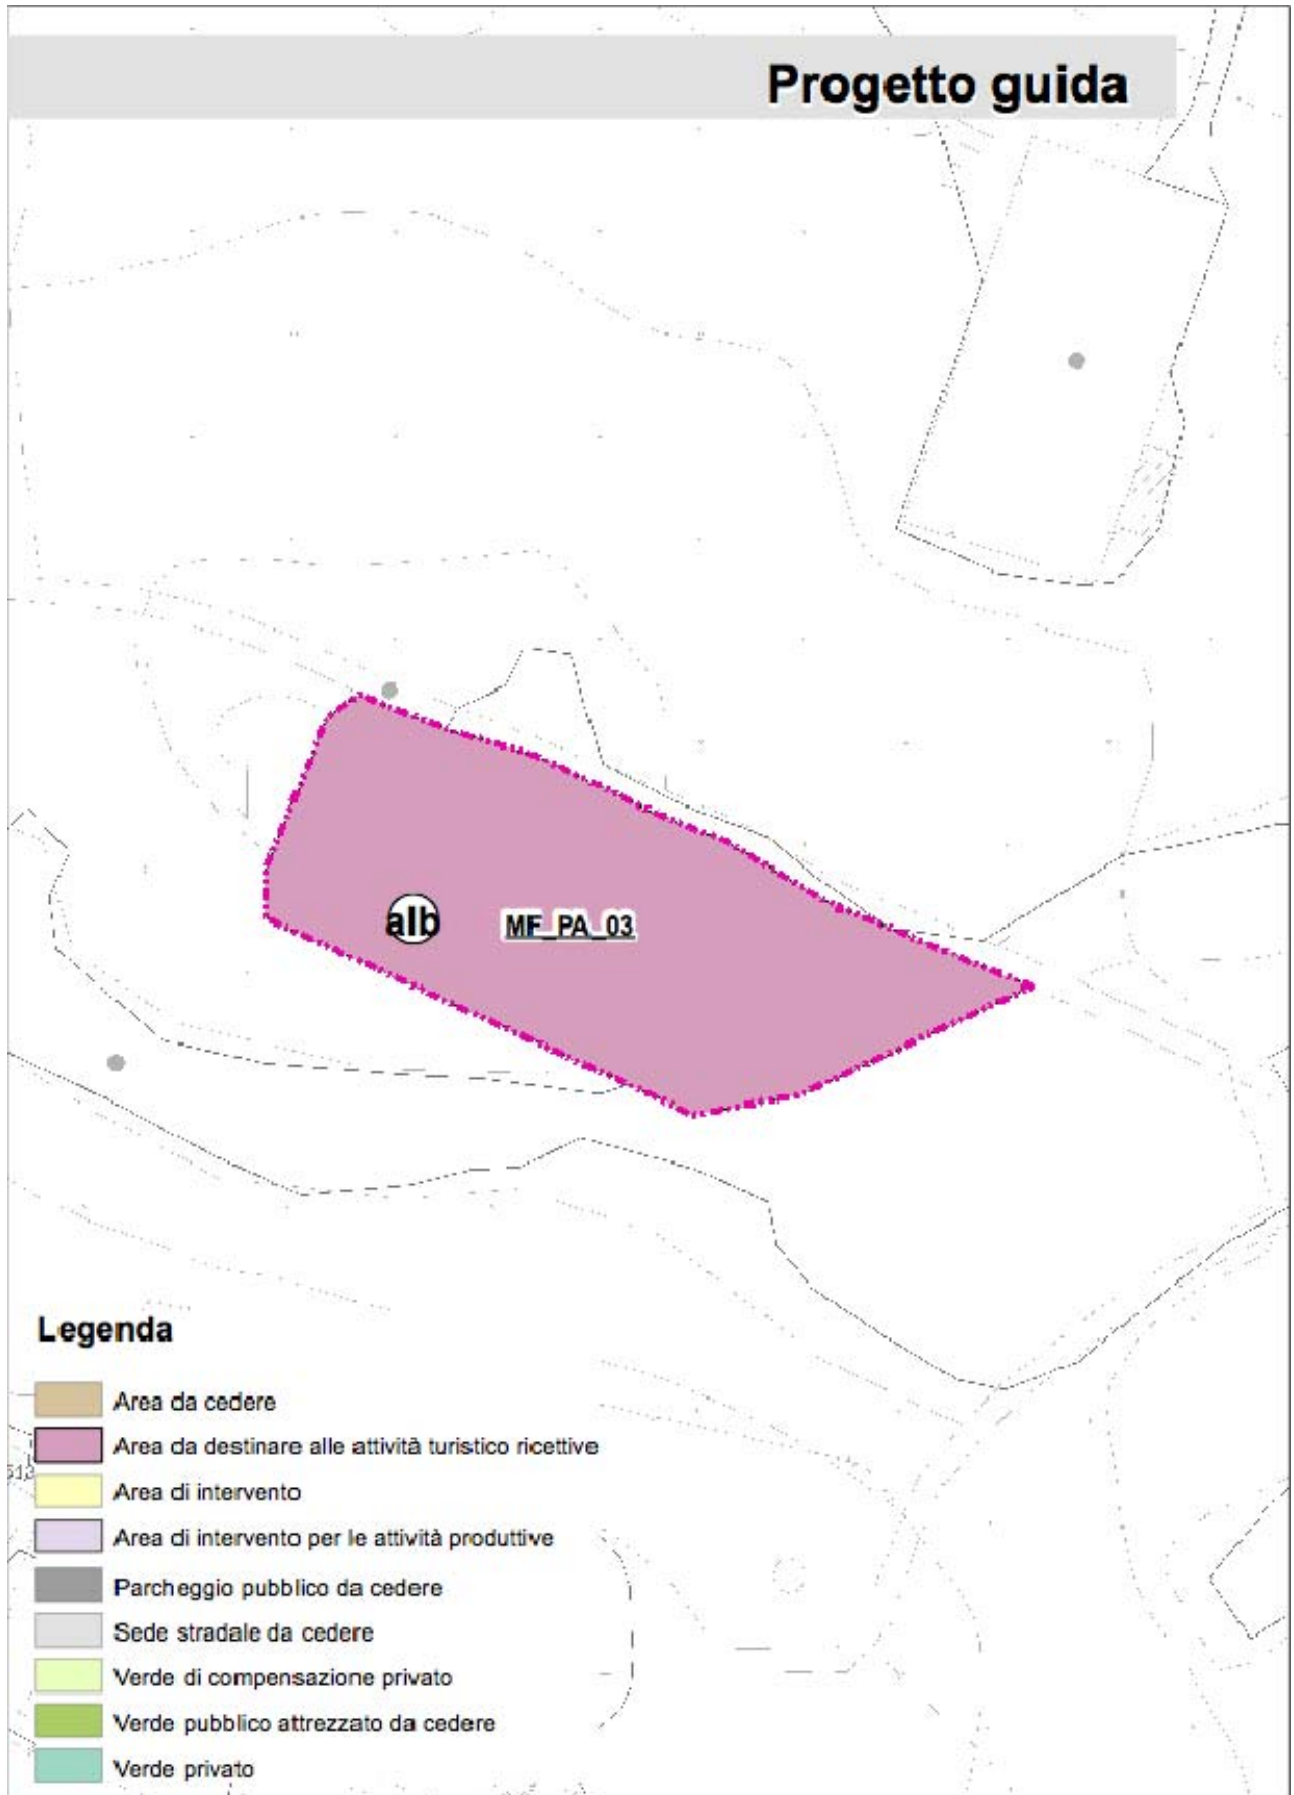 Progetto guida
alb
MF_PA_03
Legenda
Area da cedere
Area da destinare alle attività turistico ricettive
Area di intervento
Area di intervento per le attività produttive
Parcheggio pubblico da cedere
Sede stradale da cedere
Verde di compensazione privato
Verde pubblico attrezzato da cedere
Verde privato